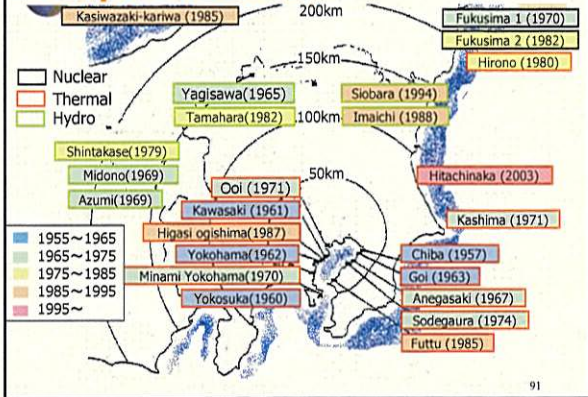 Kasiwazaki-kariwa (1985)
200km
Fukusima 1 (1970)
Fukusima 2 (1982)
Hirono (1980)
150km
Nuclear
Thermal
Hydro
Yagisawa(1965)
Siobara (1994)
Tamahara (1982)
100km
Imaichi (1988)
Shintakase(1979)
Midono(1969)
Azumi(1969)
50km
Hitachinaka (2003)
Ooi (1971)
Kawasaki (1961)
Kashima (1971)
Higasi ogishima(1987)
Yokohama(1962)
Chiba (1957)
Minami Yokohama(1970)
Goi (1963)
Yokosuka(1960)
Anegasaki (1967)
Sodegaura (1974)
Futtu (1985)
1955～1965
1965～1975
1975～1985
1985～1995
1995～
91